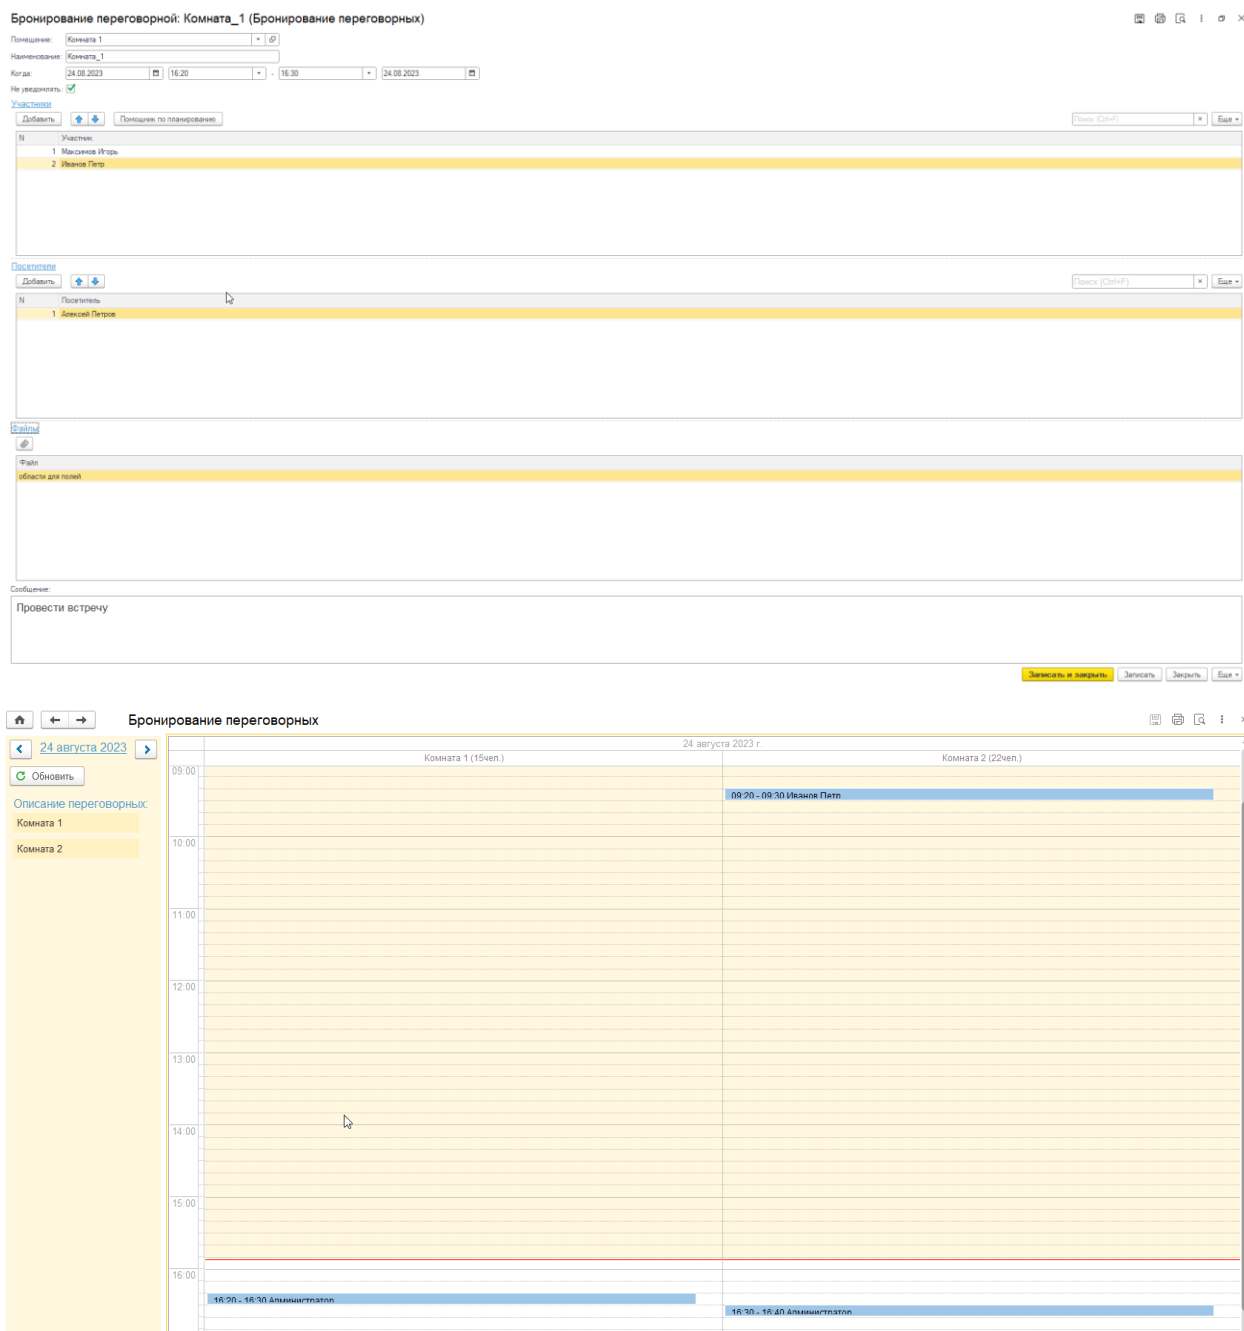 Бронирование переговорной: Комната_1 (Бронирование переговорных)
Помещение: Комната 1
Наименование: Комната_1
Когда: 24.08.2023 16:20 - 16:30 24.08.2023
Не уведомлять:
Участники
Добавить Помощник по планированию Поиск (Ctrl+F) × Еще
N Участник
1 Максимов Игорь
2 Иванов Петр
Посетители
Добавить Поиск (Ctrl+F) × Еще
N Посетитель
1 Алексей Петров
Файлы
Файл
области для полей
Сообщение:
Провести встречу
Записать и закрыть Записать Закрыть Еще
Бронирование переговорных
24 августа 2023
24 августа 2023 г.
Комната 1 (15чел.) Комната 2 (22чел.)
Обновить
Описание переговорных:
Комната 1
Комната 2
09:00
09:20 - 09:30 Иванов Петр
10:00
11:00
12:00
13:00
14:00
15:00
16:00
16:20 - 16:30 Администратор
16:30 - 16:40 Администратор